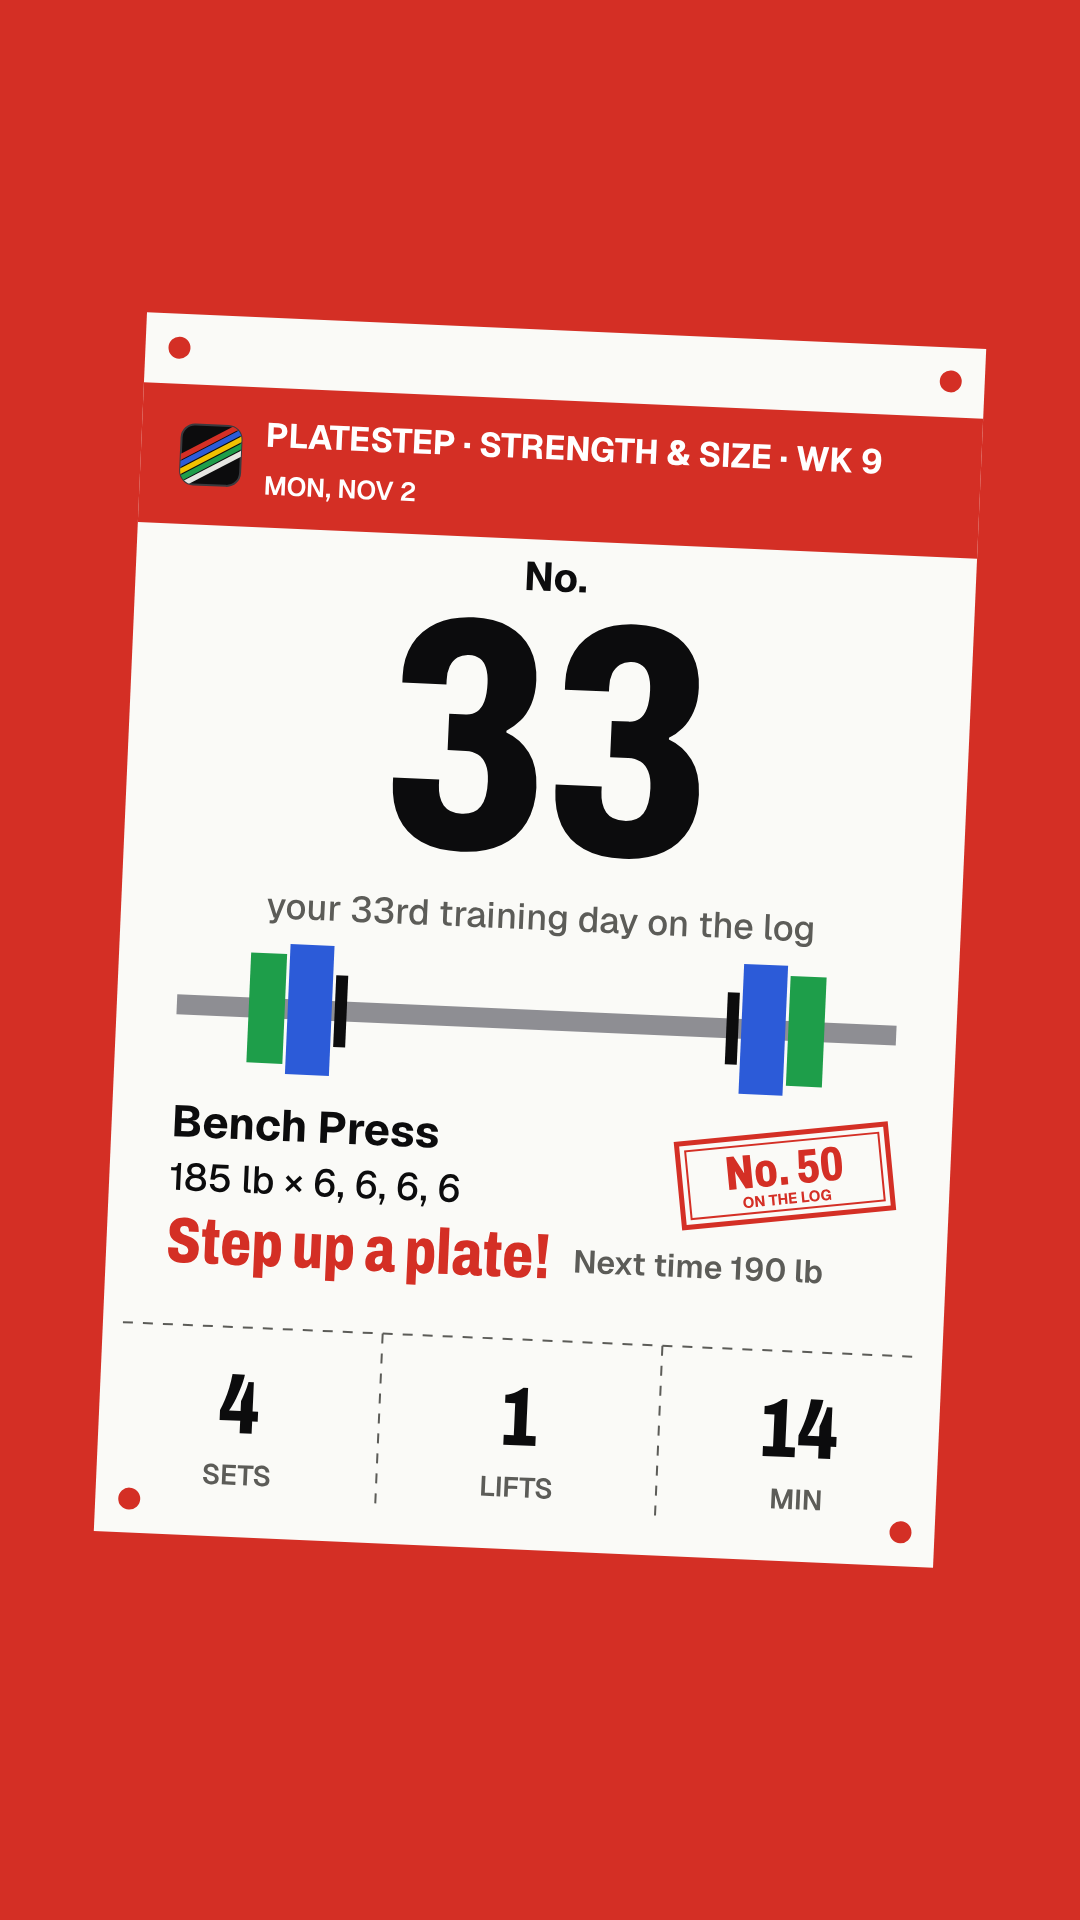 PLATESTEP · STRENGTH & SIZE · WK 9
MON, NOV 2
No.
33
your 33rd training day on the log
Bench Press
185 lb × 6, 6, 6, 6
No. 50
ON THE LOG
Step up a plate! Next time 190 lb
4 1 14
SETS LIFTS MIN